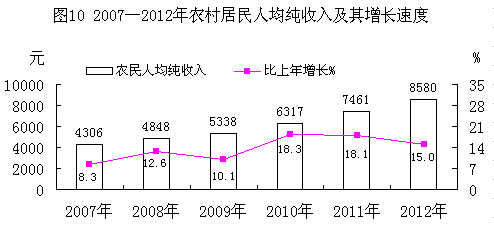 图10 2007—2012年农村居民人均纯收入及其增长速度
元 %
农民人均纯收入 比上年增长%
10000 8000 6000 4000 2000 0
35 28 21 14 7 0
4306 4848 5338 6317 7461 8580
8.3 12.6 10.1 18.3 18.1 15.0
2007年 2008年 2009年 2010年 2011年 2012年